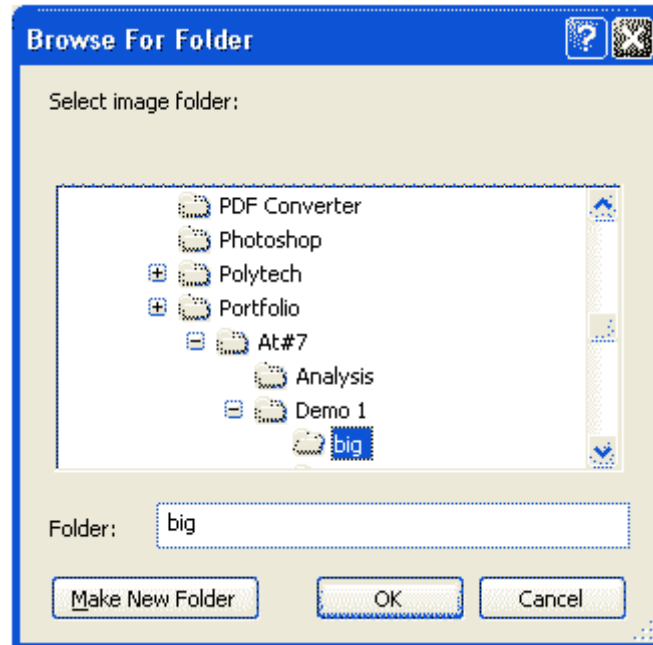 Browse For Folder
Select image folder:
PDF Converter
Photoshop
Polytech
Portfolio
At#7
Analysis
Demo 1
big
Folder: big
Make New Folder OK Cancel